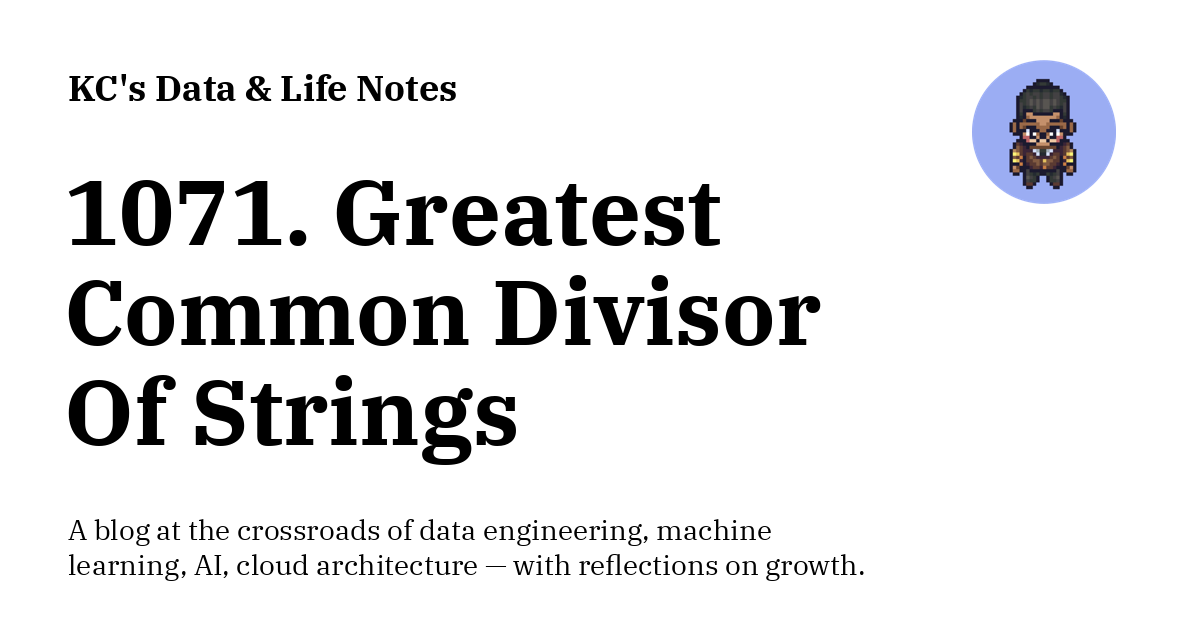 KC's Data & Life Notes
1071. Greatest
Common Divisor
Of Strings
A blog at the crossroads of data engineering, machine
learning, AI, cloud architecture — with reflections on growth.